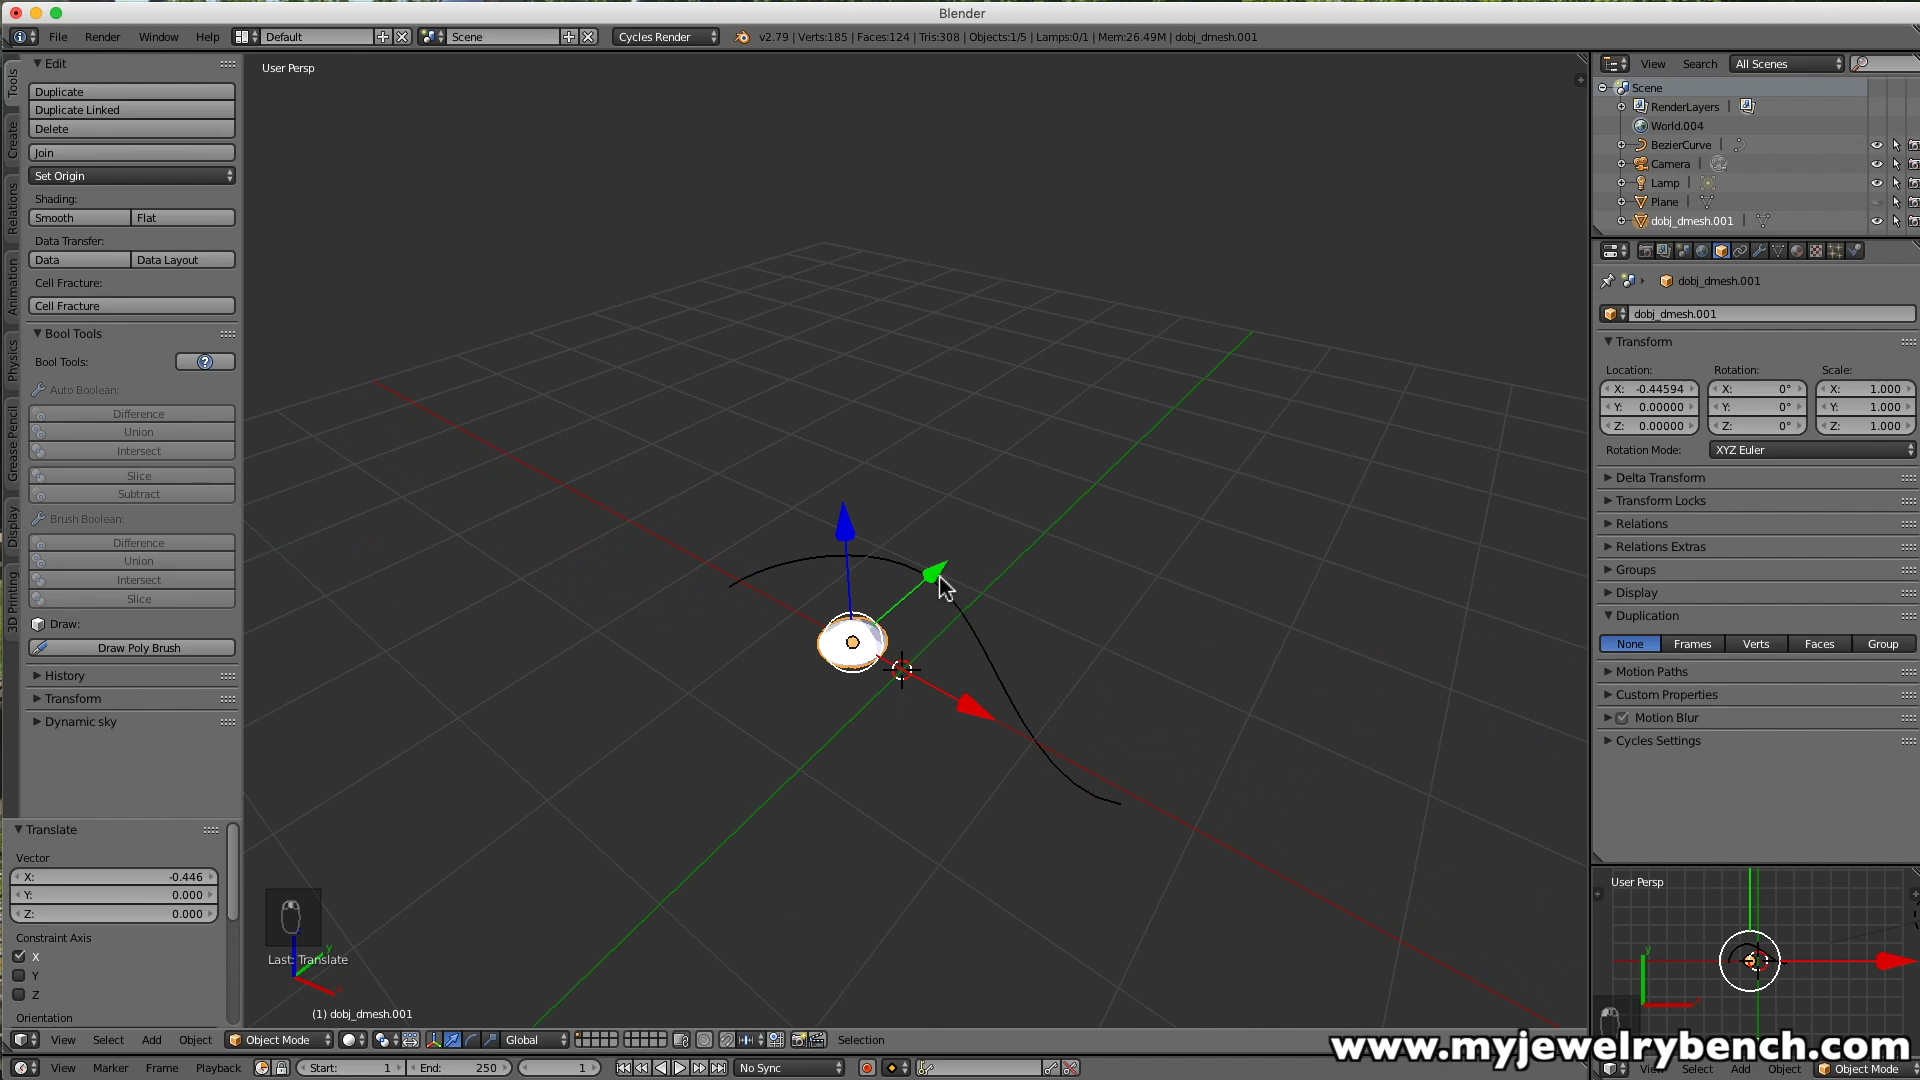 Blender
File Render Window Help Default Scene Cycles Render v2.79 | Verts:185 | Faces:124 | Tris:308 | Objects:1/5 | Lamps:0/1 | Mem:26.49M | dobj_dmesh.001
Tools
Create
Relations
Animation
Physics
Grease Pencil
Display
3D Printing
Edit
Duplicate
Duplicate Linked
Delete
Join
Set Origin
Shading:
Smooth Flat
Data Transfer:
Data Data Layout
Cell Fracture:
Cell Fracture
Bool Tools
Bool Tools: ?
Auto Boolean:
Difference
Union
Intersect
Slice
Subtract
Brush Boolean:
Difference
Union
Intersect
Slice
Draw:
Draw Poly Brush
History
Transform
Dynamic sky
Translate
Vector
X: -0.446
Y: 0.000
Z: 0.000
Constraint Axis
X
Y
Z
Orientation
User Persp
y
Last: Translate
(1) dobj_dmesh.001
View Select Add Object Object Mode Global Selection
View Marker Frame Playback Start: 1 End: 250 1 No Sync
View Search All Scenes
Scene
RenderLayers |
World.004
BezierCurve |
Camera |
Lamp |
Plane |
dobj_dmesh.001 |
dobj_dmesh.001
dobj_dmesh.001
Transform
Location: Rotation: Scale:
X: -0.44594 X: 0° X: 1.000
Y: 0.00000 Y: 0° Y: 1.000
Z: 0.00000 Z: 0° Z: 1.000
Rotation Mode: XYZ Euler
Delta Transform
Transform Locks
Relations
Relations Extras
Groups
Display
Duplication
None Frames Verts Faces Group
Motion Paths
Custom Properties
Motion Blur
Cycles Settings
User Persp
y
www.myjewelrybench.com
View Select Add Object Object Mode